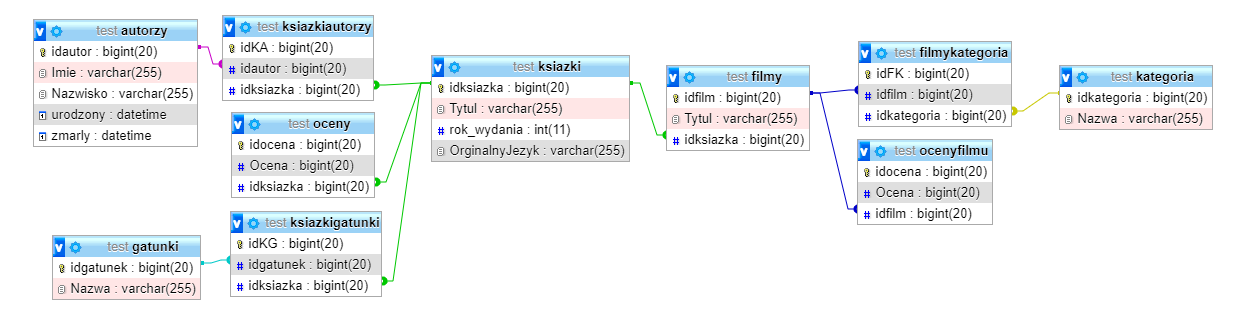 test autorzy
idautor : bigint(20)
Imie : varchar(255)
Nazwisko : varchar(255)
urodzony : datetime
zmarly : datetime
test ksiazkiautorzy
idKA : bigint(20)
idautor : bigint(20)
idksiazka : bigint(20)
test oceny
idocena : bigint(20)
Ocena : bigint(20)
idksiazka : bigint(20)
test gatunki
idgatunek : bigint(20)
Nazwa : varchar(255)
test ksiazkigatunki
idKG : bigint(20)
idgatunek : bigint(20)
idksiazka : bigint(20)
test ksiazki
idksiazka : bigint(20)
Tytul : varchar(255)
rok_wydania : int(11)
OrginalnyJezyk : varchar(255)
test filmy
idfilm : bigint(20)
Tytul : varchar(255)
idksiazka : bigint(20)
test filmykategoria
idFK : bigint(20)
idfilm : bigint(20)
idkategoria : bigint(20)
test ocenyfilmu
idocena : bigint(20)
Ocena : bigint(20)
idfilm : bigint(20)
test kategoria
idkategoria : bigint(20)
Nazwa : varchar(255)